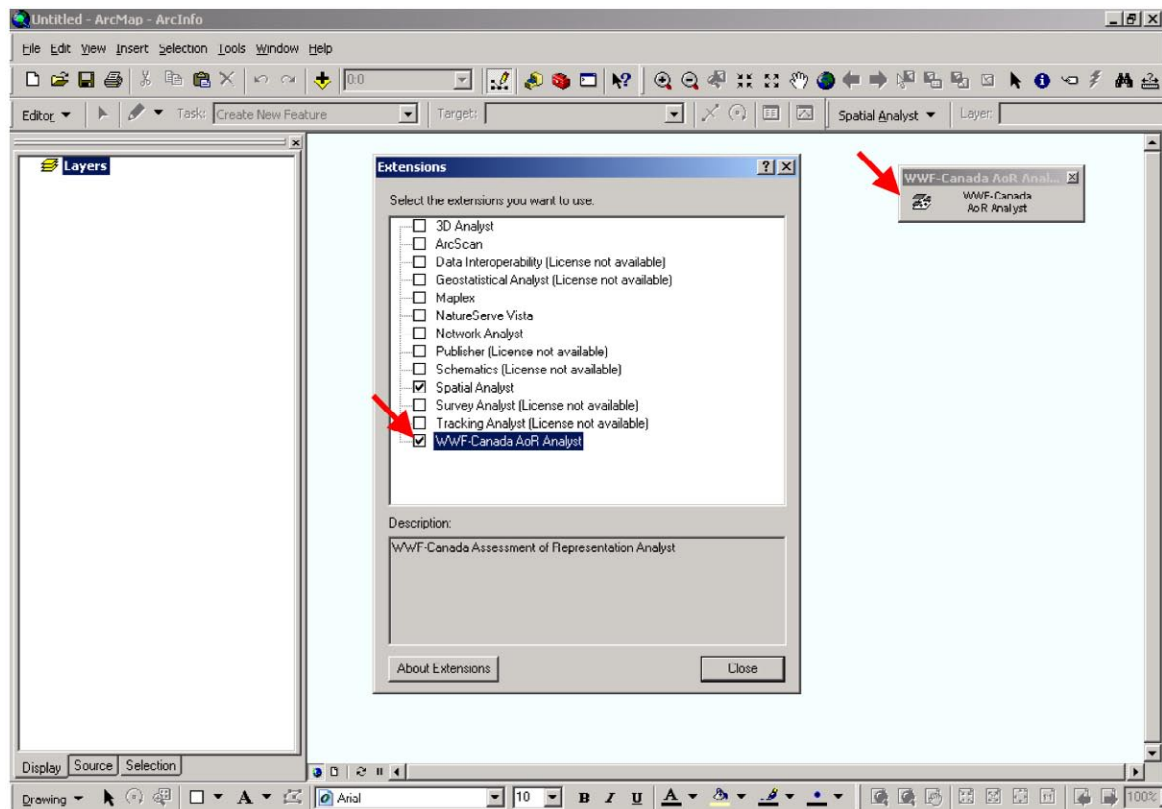 Untitled - ArcMap - ArcInfo
File Edit View Insert Selection Tools Window Help
0:0
Editor Task: Create New Feature Target: Spatial Analyst Layer:
Layers
Extensions
Select the extensions you want to use.
3D Analyst
ArcScan
Data Interoperability (License not available)
Geostatistical Analyst (License not available)
Maplex
NatureServe Vista
Network Analyst
Publisher (License not available)
Schematics (License not available)
Spatial Analyst
Survey Analyst (License not available)
Tracking Analyst (License not available)
WWF-Canada AoR Analyst
Description:
WWF-Canada Assessment of Representation Analyst
About Extensions Close
WWF-Canada AoR Anal...
WWF-Canada
AoR Analyst
Display Source Selection
Drawing A Arial 10 B I U A 100%